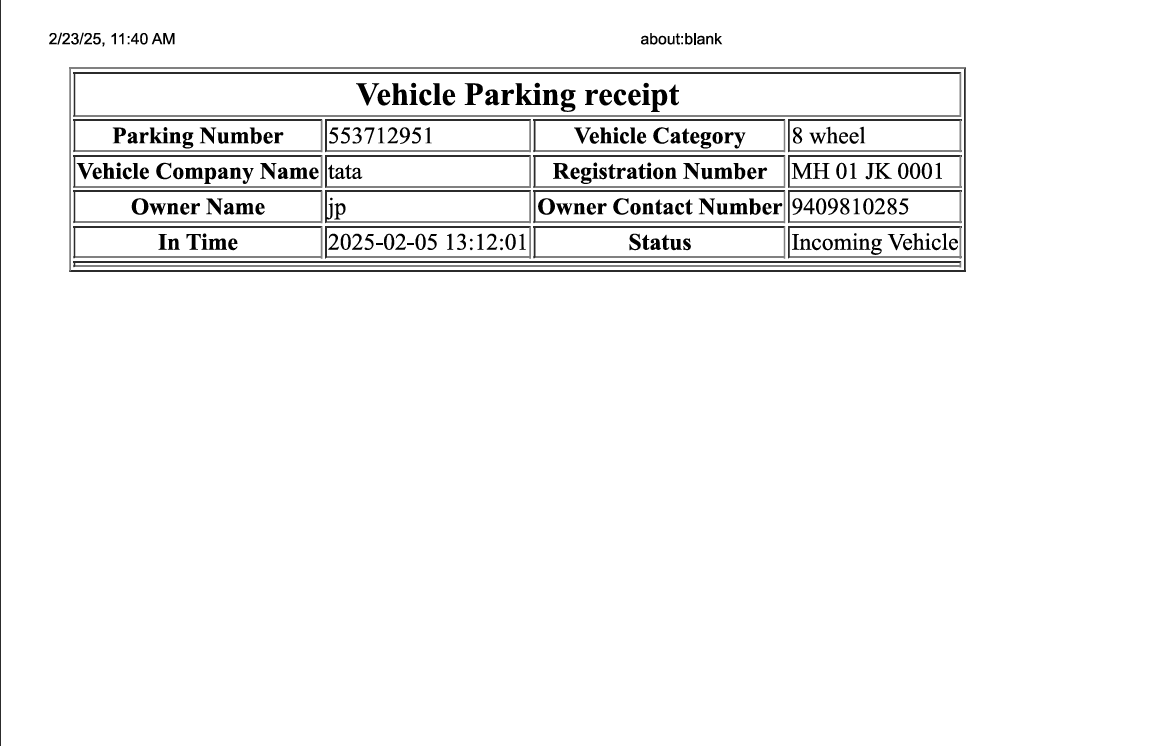 2/23/25, 11:40 AM about:blank
Vehicle Parking receipt
Parking Number 553712951 Vehicle Category 8 wheel
Vehicle Company Name tata Registration Number MH 01 JK 0001
Owner Name jp Owner Contact Number 9409810285
In Time 2025-02-05 13:12:01 Status Incoming Vehicle